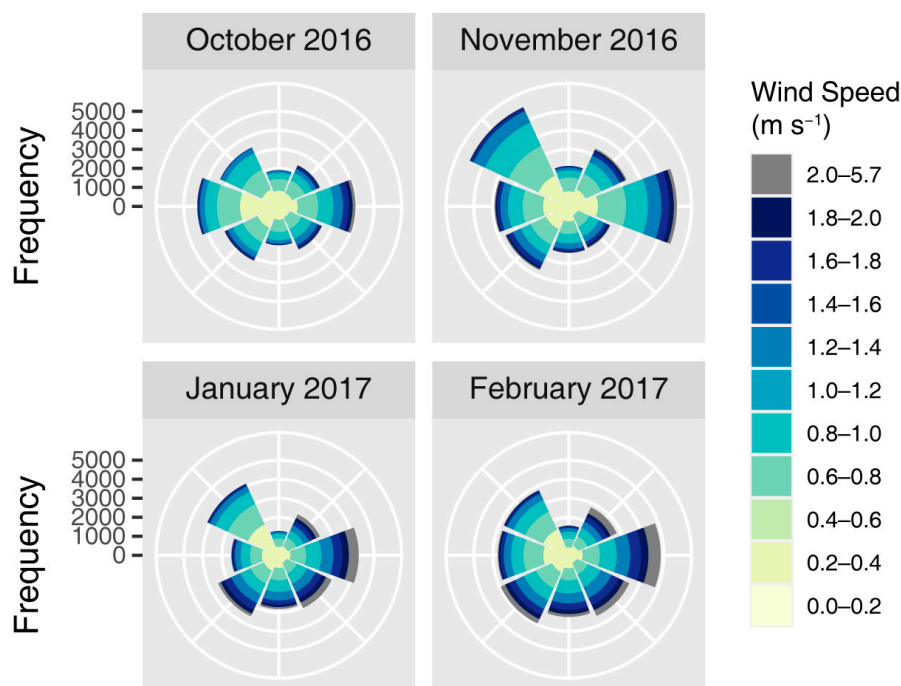 October 2016
November 2016
Frequency
5000
4000
3000
2000
1000
0
January 2017
February 2017
Frequency
5000
4000
3000
2000
1000
0
Wind Speed
(m s⁻¹)
2.0–5.7
1.8–2.0
1.6–1.8
1.4–1.6
1.2–1.4
1.0–1.2
0.8–1.0
0.6–0.8
0.4–0.6
0.2–0.4
0.0–0.2